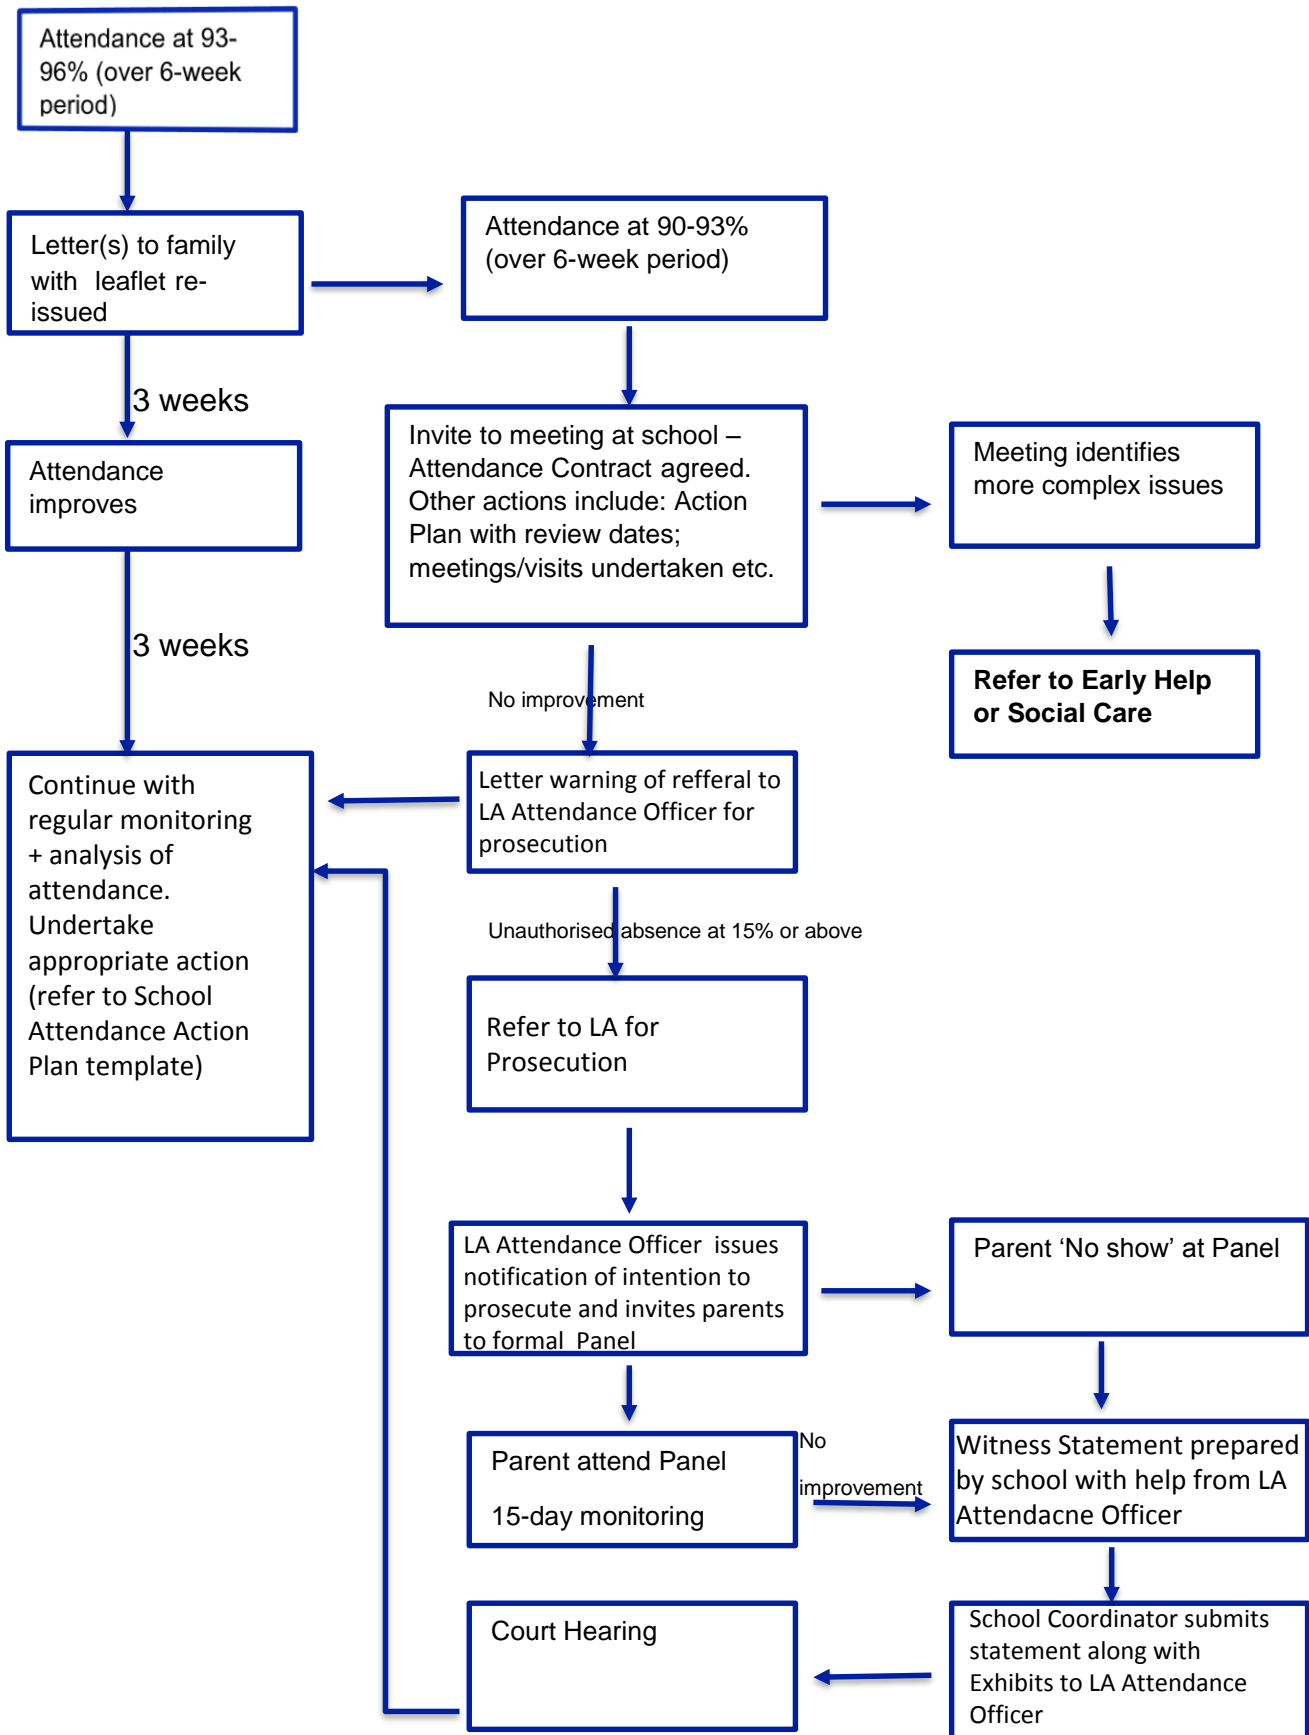 Attendance at 93-
96% (over 6-week
period)
Letter(s) to family
with leaflet re-
issued
Attendance at 90-93%
(over 6-week period)
3 weeks
Attendance
improves
Invite to meeting at school –
Attendance Contract agreed.
Other actions include: Action
Plan with review dates;
meetings/visits undertaken etc.
Meeting identifies
more complex issues
3 weeks
Refer to Early Help
or Social Care
No improvement
Continue with
regular monitoring
+ analysis of
attendance.
Undertake
appropriate action
(refer to School
Attendance Action
Plan template)
Letter warning of refferal to
LA Attendance Officer for
prosecution
Unauthorised absence at 15% or above
Refer to LA for
Prosecution
LA Attendance Officer issues
notification of intention to
prosecute and invites parents
to formal Panel
Parent ‘No show’ at Panel
Parent attend Panel
15-day monitoring
No
improvement
Witness Statement prepared
by school with help from LA
Attendacne Officer
Court Hearing
School Coordinator submits
statement along with
Exhibits to LA Attendance
Officer